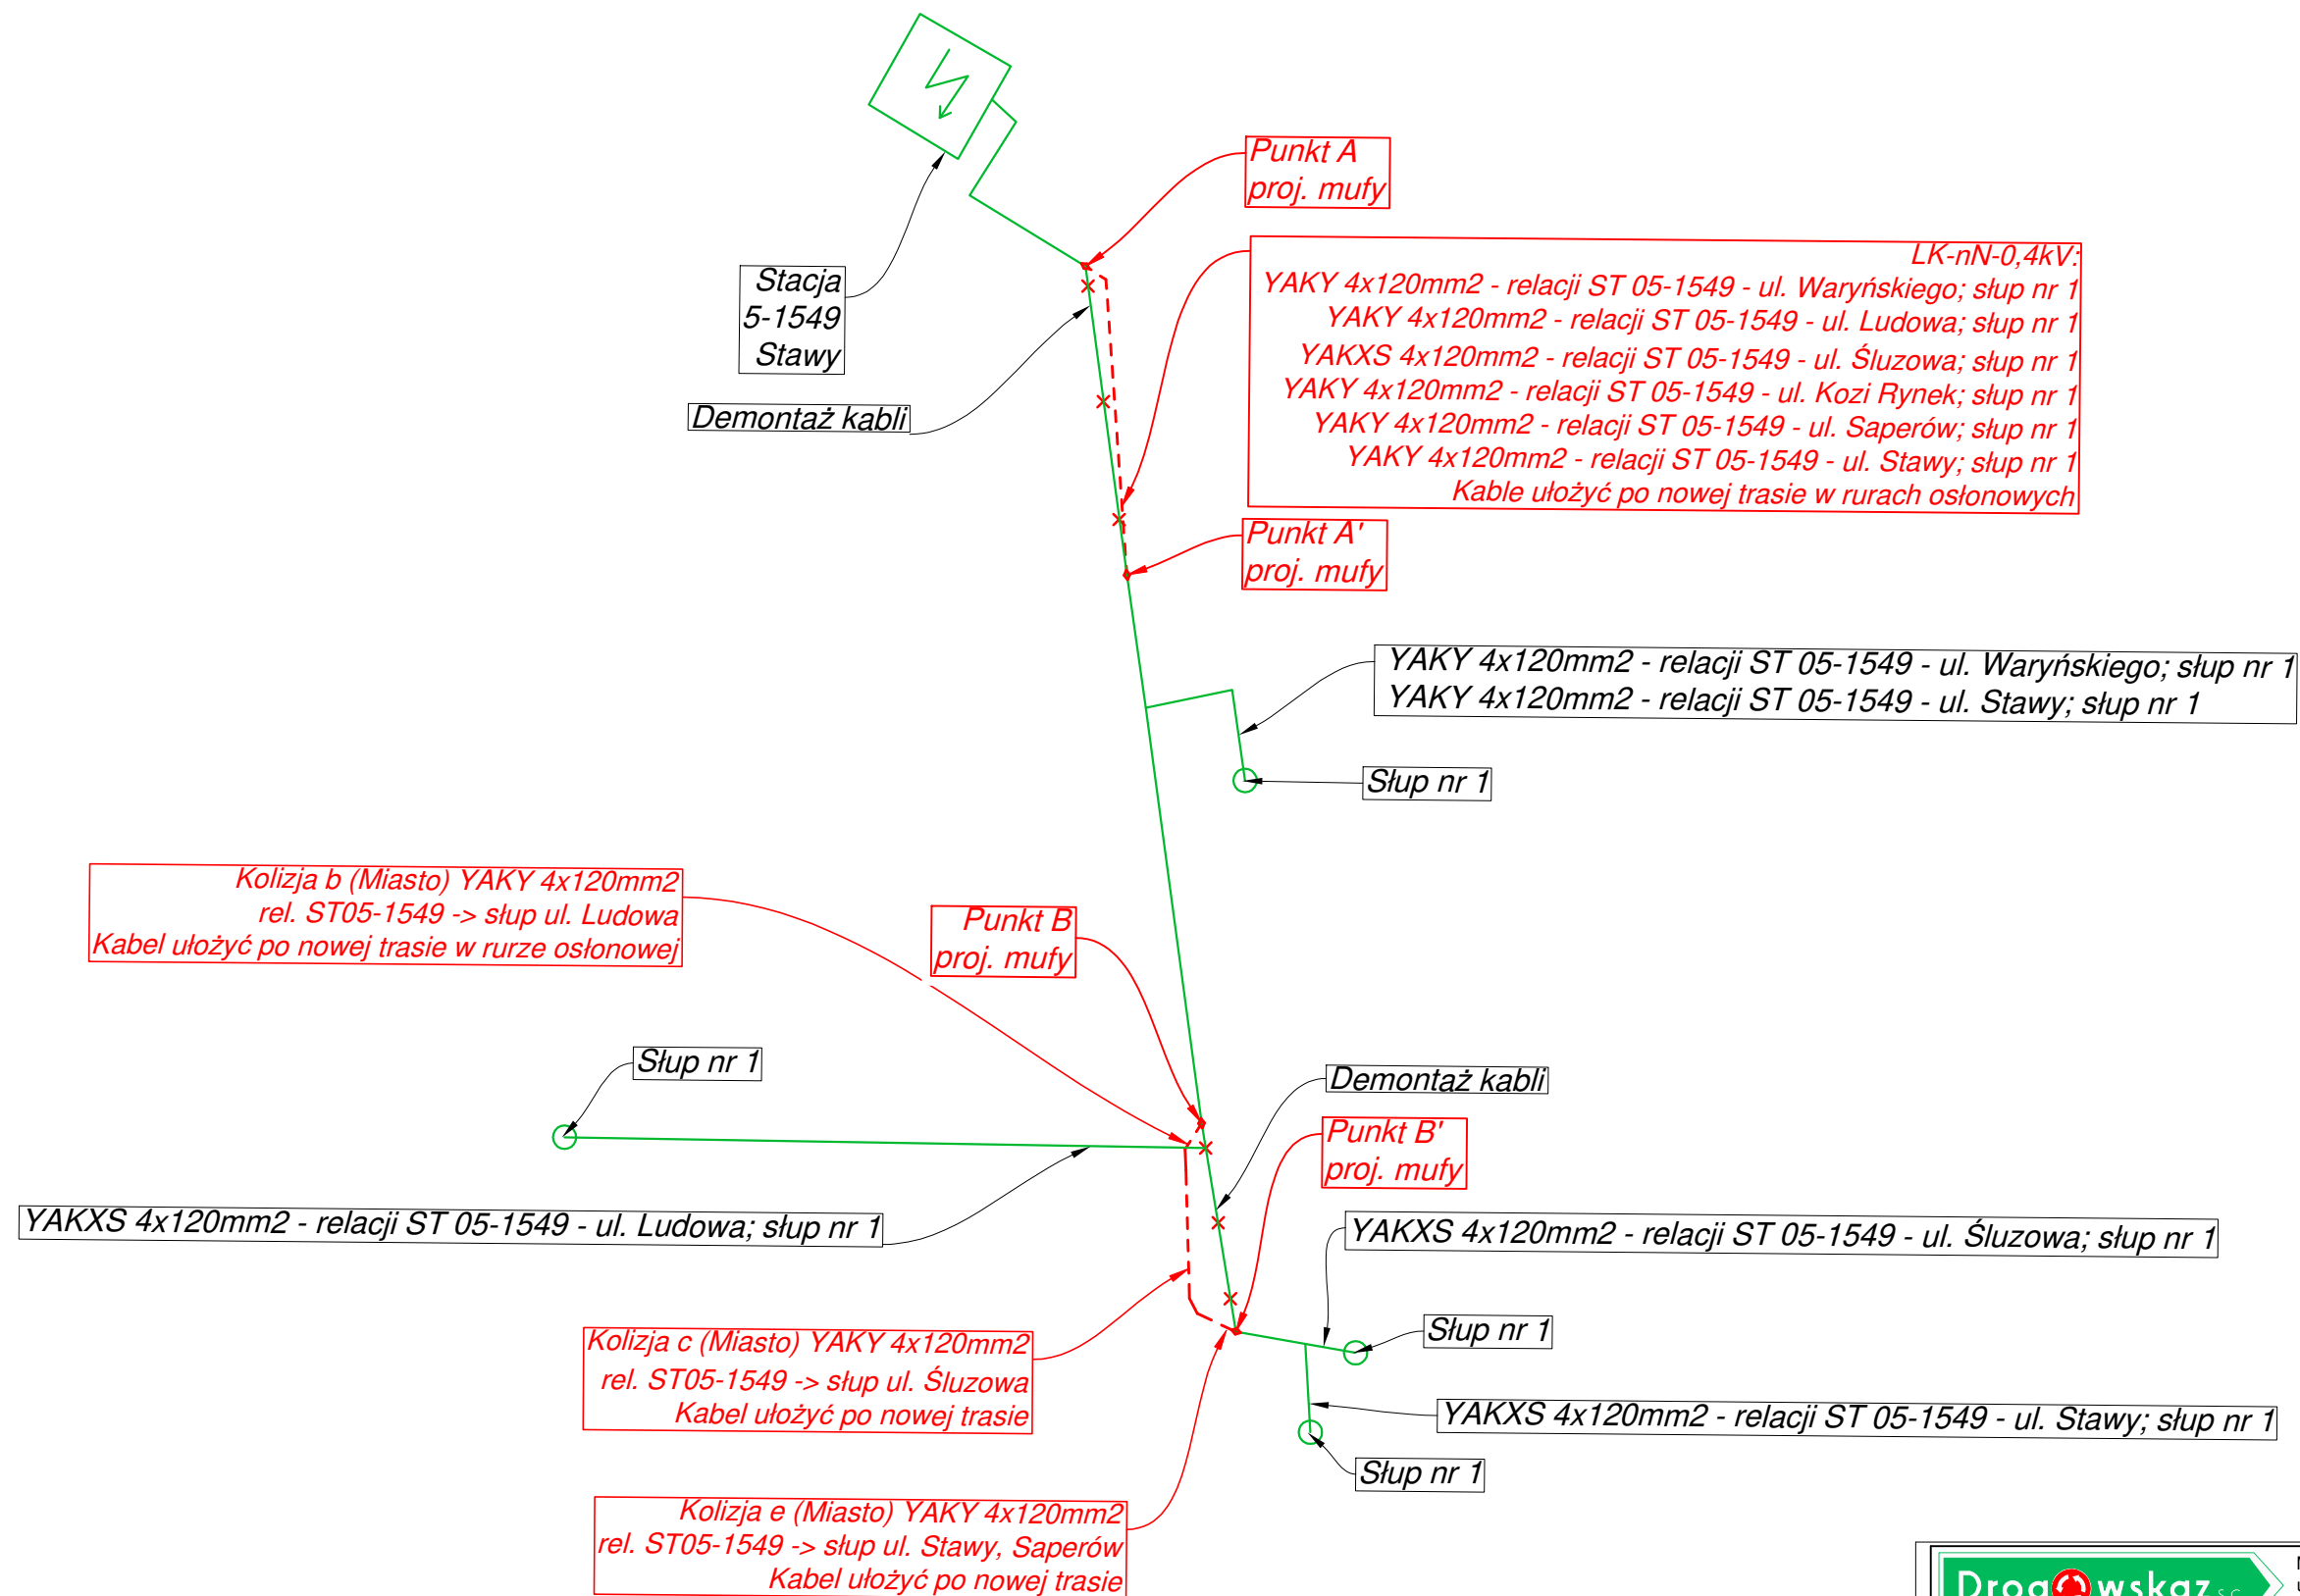 Punkt A
proj. mufy
LK-nN-0,4kV:
YAKY 4x120mm2 - relacji ST 05-1549 - ul. Waryńskiego; słup nr 1
YAKY 4x120mm2 - relacji ST 05-1549 - ul. Ludowa; słup nr 1
YAKXS 4x120mm2 - relacji ST 05-1549 - ul. Śluzowa; słup nr 1
YAKY 4x120mm2 - relacji ST 05-1549 - ul. Kozi Rynek; słup nr 1
YAKY 4x120mm2 - relacji ST 05-1549 - ul. Saperów; słup nr 1
YAKY 4x120mm2 - relacji ST 05-1549 - ul. Stawy; słup nr 1
Kable ułożyć po nowej trasie w rurach osłonowych
Stacja
5-1549
Stawy
Demontaż kabli
Punkt A'
proj. mufy
YAKY 4x120mm2 - relacji ST 05-1549 - ul. Waryńskiego; słup nr 1
YAKY 4x120mm2 - relacji ST 05-1549 - ul. Stawy; słup nr 1
Słup nr 1
Kolizja b (Miasto) YAKY 4x120mm2
rel. ST05-1549 -> słup ul. Ludowa
Kabel ułożyć po nowej trasie w rurze osłonowej
Punkt B
proj. mufy
Słup nr 1
Demontaż kabli
Punkt B'
proj. mufy
YAKXS 4x120mm2 - relacji ST 05-1549 - ul. Ludowa; słup nr 1
YAKXS 4x120mm2 - relacji ST 05-1549 - ul. Śluzowa; słup nr 1
Słup nr 1
Kolizja c (Miasto) YAKY 4x120mm2
rel. ST05-1549 -> słup ul. Śluzowa
Kabel ułożyć po nowej trasie
YAKXS 4x120mm2 - relacji ST 05-1549 - ul. Stawy; słup nr 1
Słup nr 1
Kolizja e (Miasto) YAKY 4x120mm2
rel. ST05-1549 -> słup ul. Stawy, Saperów
Kabel ułożyć po nowej trasie
Drogowskaz s.c.